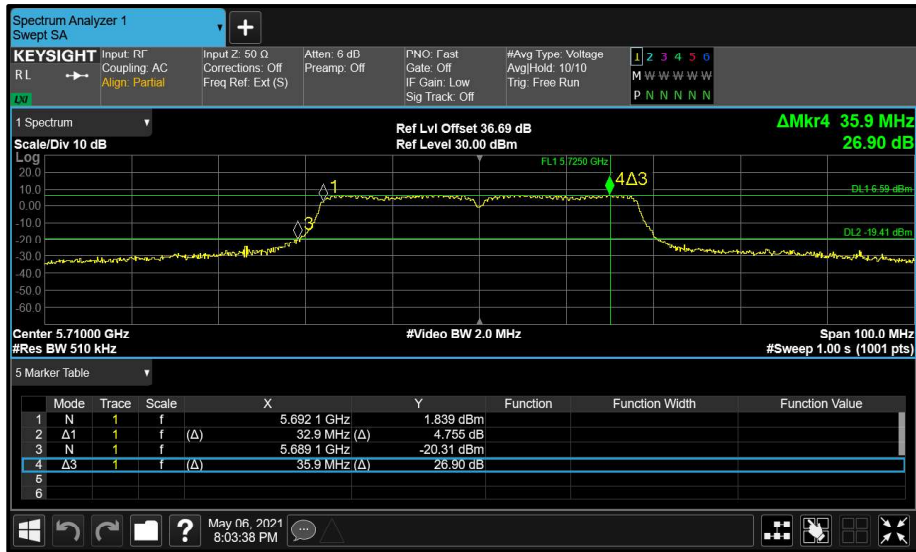 Spectrum Analyzer 1
Swept SA
+
KEYSIGHT
RL
LXI
Input: RF
Coupling: AC
Align: Partial
Input Z: 50 Ω
Corrections: Off
Freq Ref: Ext (S)
Atten: 6 dB
Preamp: Off
PNO: Fast
Gate: Off
IF Gain: Low
Sig Track: Off
#Avg Type: Voltage
Avg|Hold: 10/10
Trig: Free Run
1 2 3 4 5 6
M W W W W W
P N N N N N
1 Spectrum
Scale/Div 10 dB
Ref Lvl Offset 36.69 dB
Ref Level 30.00 dBm
ΔMkr4 35.9 MHz
26.90 dB
Log
20.0
10.0
0.00
-10.0
-20.0
-30.0
-40.0
-50.0
-60.0
FL1 5.7250 GHz
1
3
4Δ3
DL1 6.59 dBm
DL2 -19.41 dBm
Center 5.71000 GHz #Video BW 2.0 MHz Span 100.0 MHz
#Res BW 510 kHz #Sweep 1.00 s (1001 pts)
5 Marker Table
Mode Trace Scale X Y Function Function Width Function Value
1 N 1 f 5.692 1 GHz 1.839 dBm
2 Δ1 1 f (Δ) 32.9 MHz (Δ) 4.755 dB
3 N 1 f 5.689 1 GHz -20.31 dBm
4 Δ3 1 f (Δ) 35.9 MHz (Δ) 26.90 dB
5
6
?
May 06, 2021
8:03:38 PM